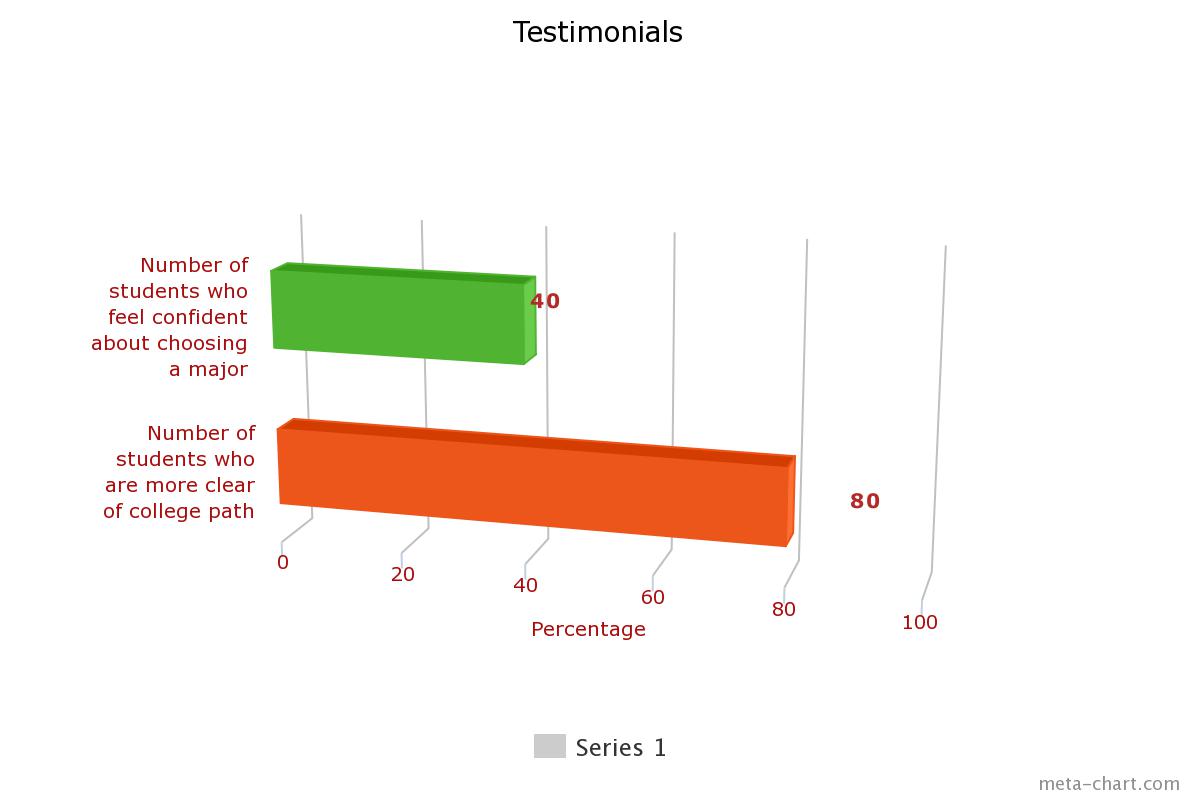 Testimonials
Number of
students who
feel confident
about choosing
a major
40
Number of
students who
are more clear
of college path
80
0
20
40
60
80
100
Percentage
Series 1
meta-chart.com